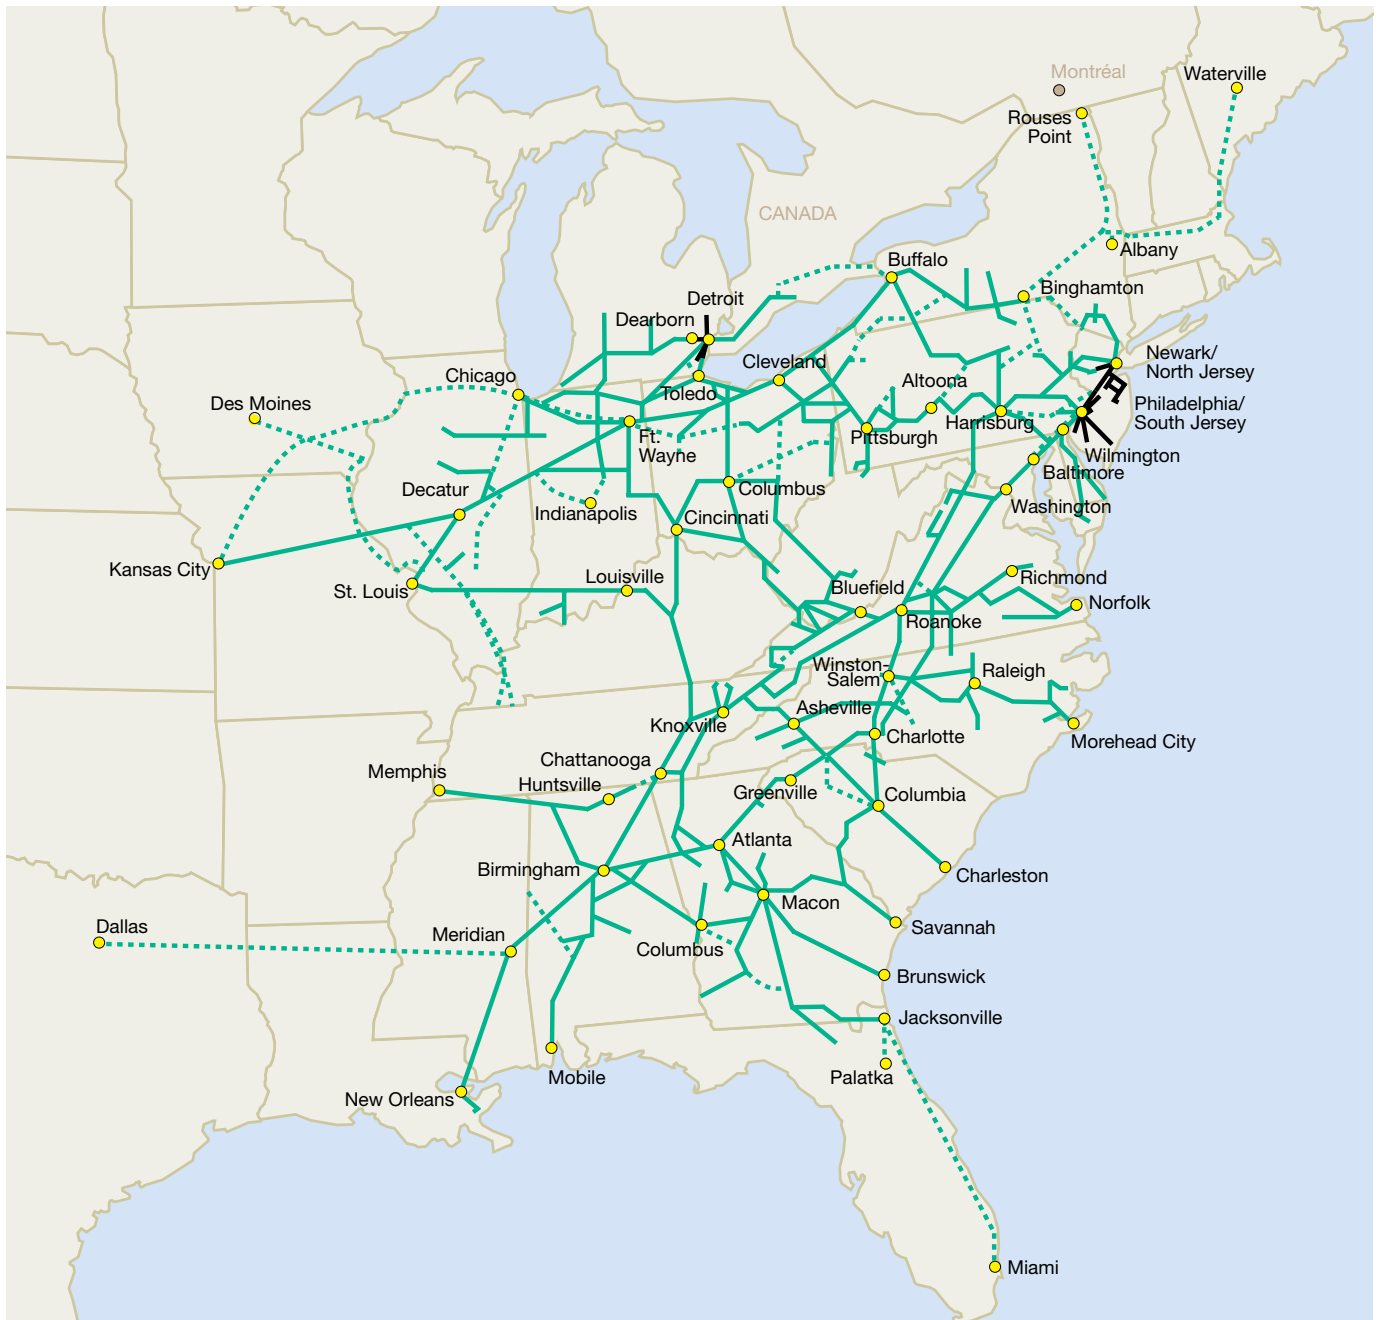 Montréal
Waterville
Rouses
Point
CANADA
Albany
Buffalo
Binghamton
Detroit
Dearborn
Newark/
North Jersey
Cleveland
Chicago
Altoona
Toledo
Des Moines
Philadelphia/
South Jersey
Harrisburg
Pittsburgh
Ft.
Wayne
Wilmington
Baltimore
Decatur
Columbus
Washington
Indianapolis
Cincinnati
Kansas City
Louisville
Richmond
St. Louis
Bluefield
Norfolk
Roanoke
Winston-
Salem
Raleigh
Asheville
Knoxville
Charlotte
Morehead City
Chattanooga
Memphis
Huntsville
Greenville
Columbia
Atlanta
Birmingham
Charleston
Macon
Dallas
Savannah
Meridian
Columbus
Brunswick
Jacksonville
Mobile
Palatka
New Orleans
Miami